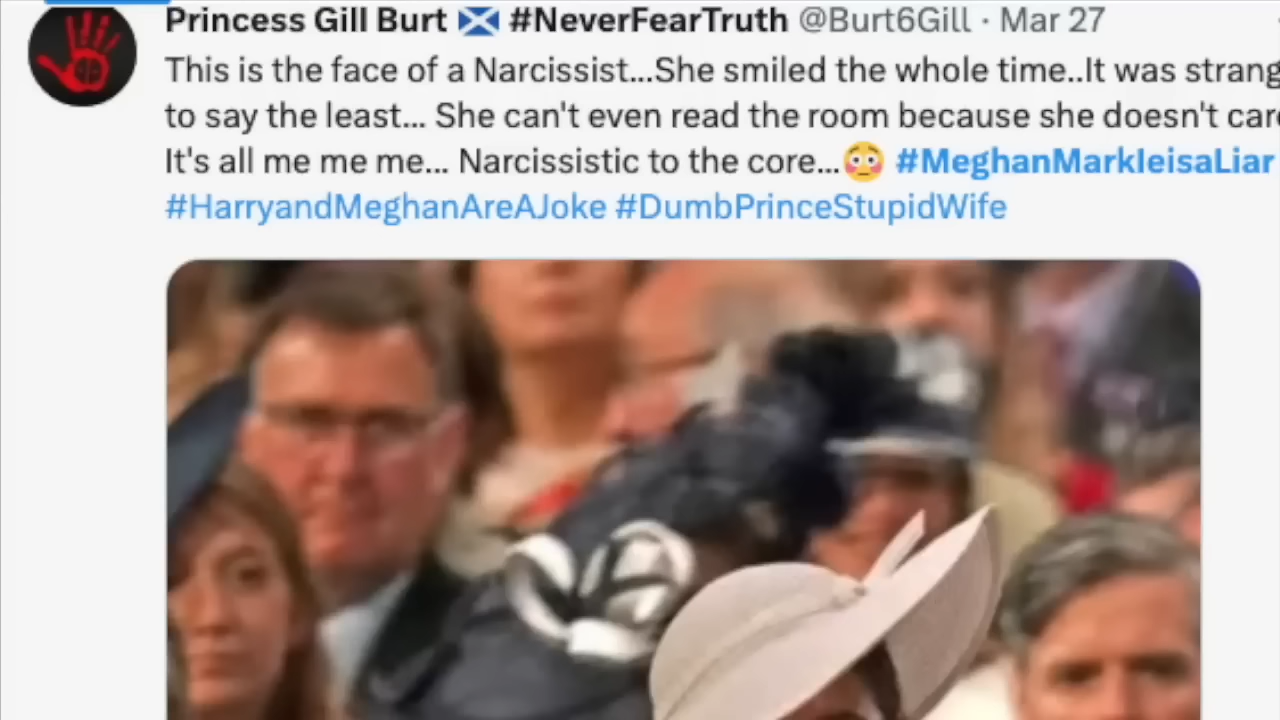 Princess Gill Burt 🏴󠁧󠁢󠁳󠁣󠁴󠁿 #NeverFearTruth @Burt6Gill · Mar 27
This is the face of a Narcissist...She smiled the whole time..It was strang
to say the least... She can't even read the room because she doesn't car
It's all me me me... Narcissistic to the core...😳 #MeghanMarkleisaLiar
#HarryandMeghanAreAJoke #DumbPrinceStupidWife